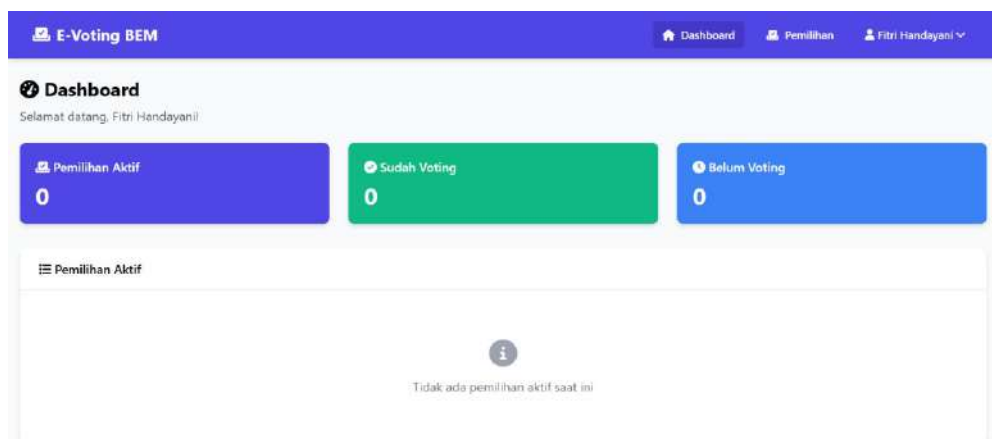 E-Voting BEM
Dashboard Pemilihan Fitri Handayani
Dashboard
Selamat datang, Fitri Handayani!
Pemilihan Aktif
0
Sudah Voting
0
Belum Voting
0
Pemilihan Aktif
Tidak ada pemilihan aktif saat ini